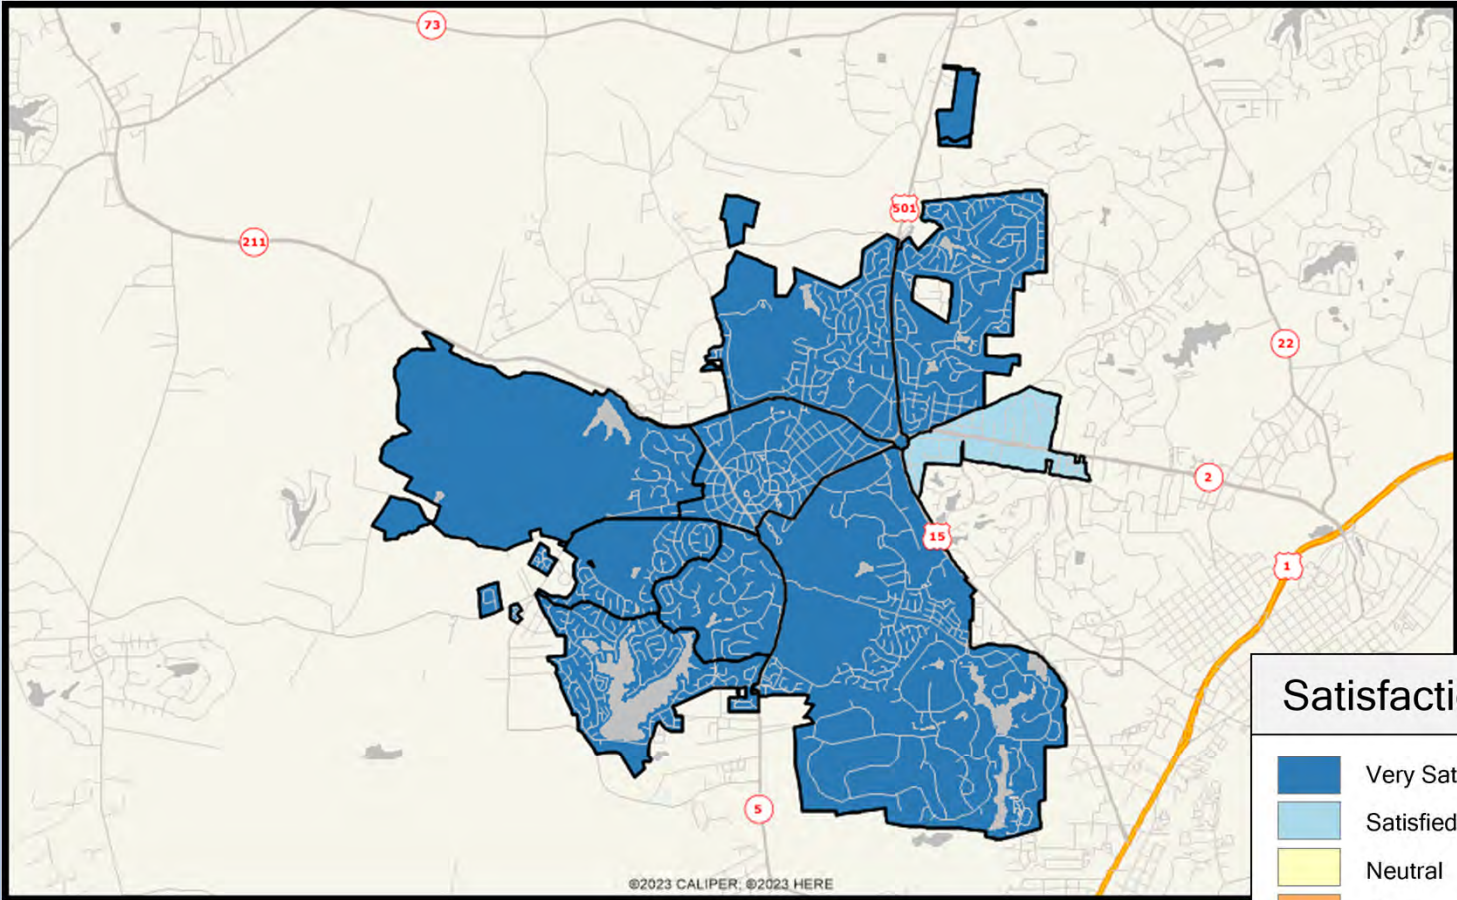 73
501
211
22
2
15
1
Satisfacti
Very Sat
Satisfied
Neutral
5
©2023 CALIPER; ©2023 HERE